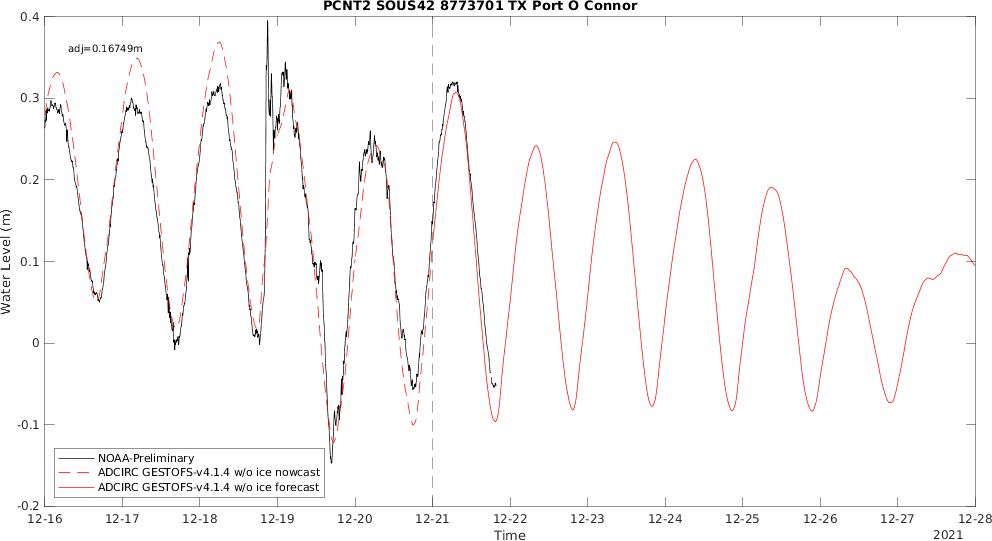 PCNT2 SOUS42 8773701 TX Port O Connor
adj=0.16749m
0.4
0.3
0.2
0.1
0
-0.1
-0.2
Water Level (m)
NOAA-Preliminary
ADCIRC GESTOFS-v4.1.4 w/o ice nowcast
ADCIRC GESTOFS-v4.1.4 w/o ice forecast
12-16 12-17 12-18 12-19 12-20 12-21 12-22 12-23 12-24 12-25 12-26 12-27 12-28
Time
2021